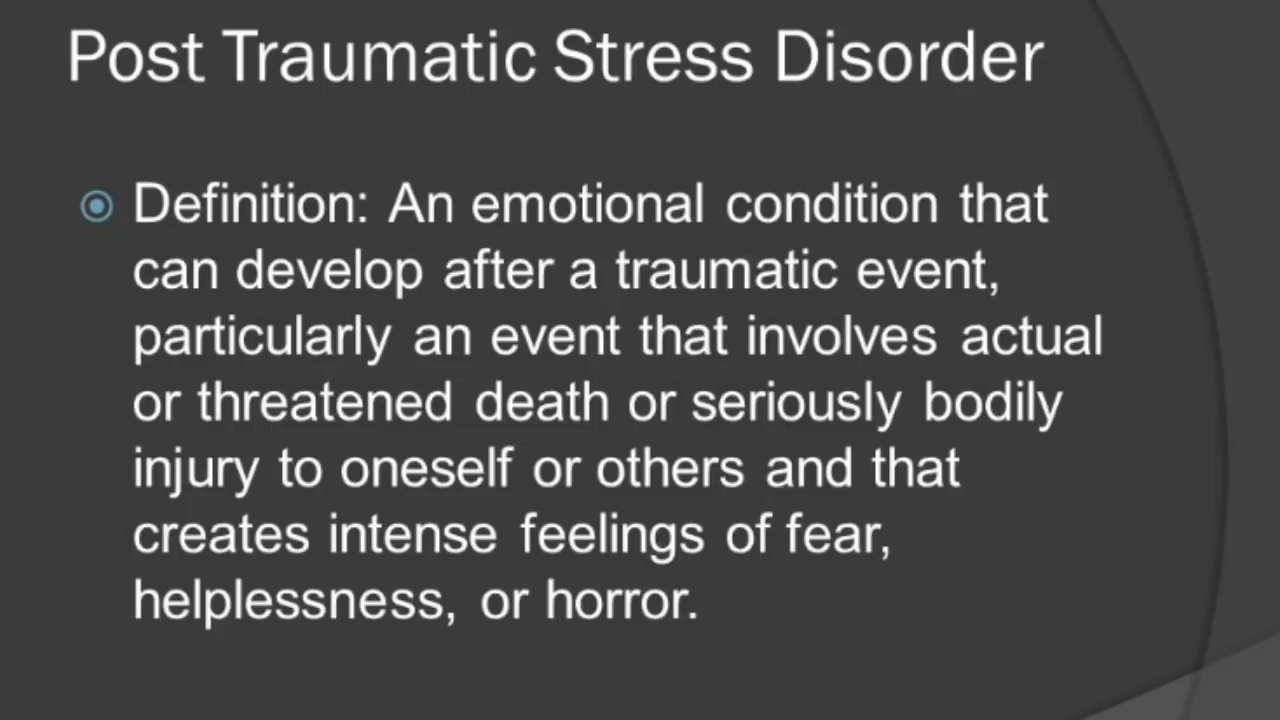 Post Traumatic Stress Disorder
Definition: An emotional condition that
can develop after a traumatic event,
particularly an event that involves actual
or threatened death or seriously bodily
injury to oneself or others and that
creates intense feelings of fear,
helplessness, or horror.